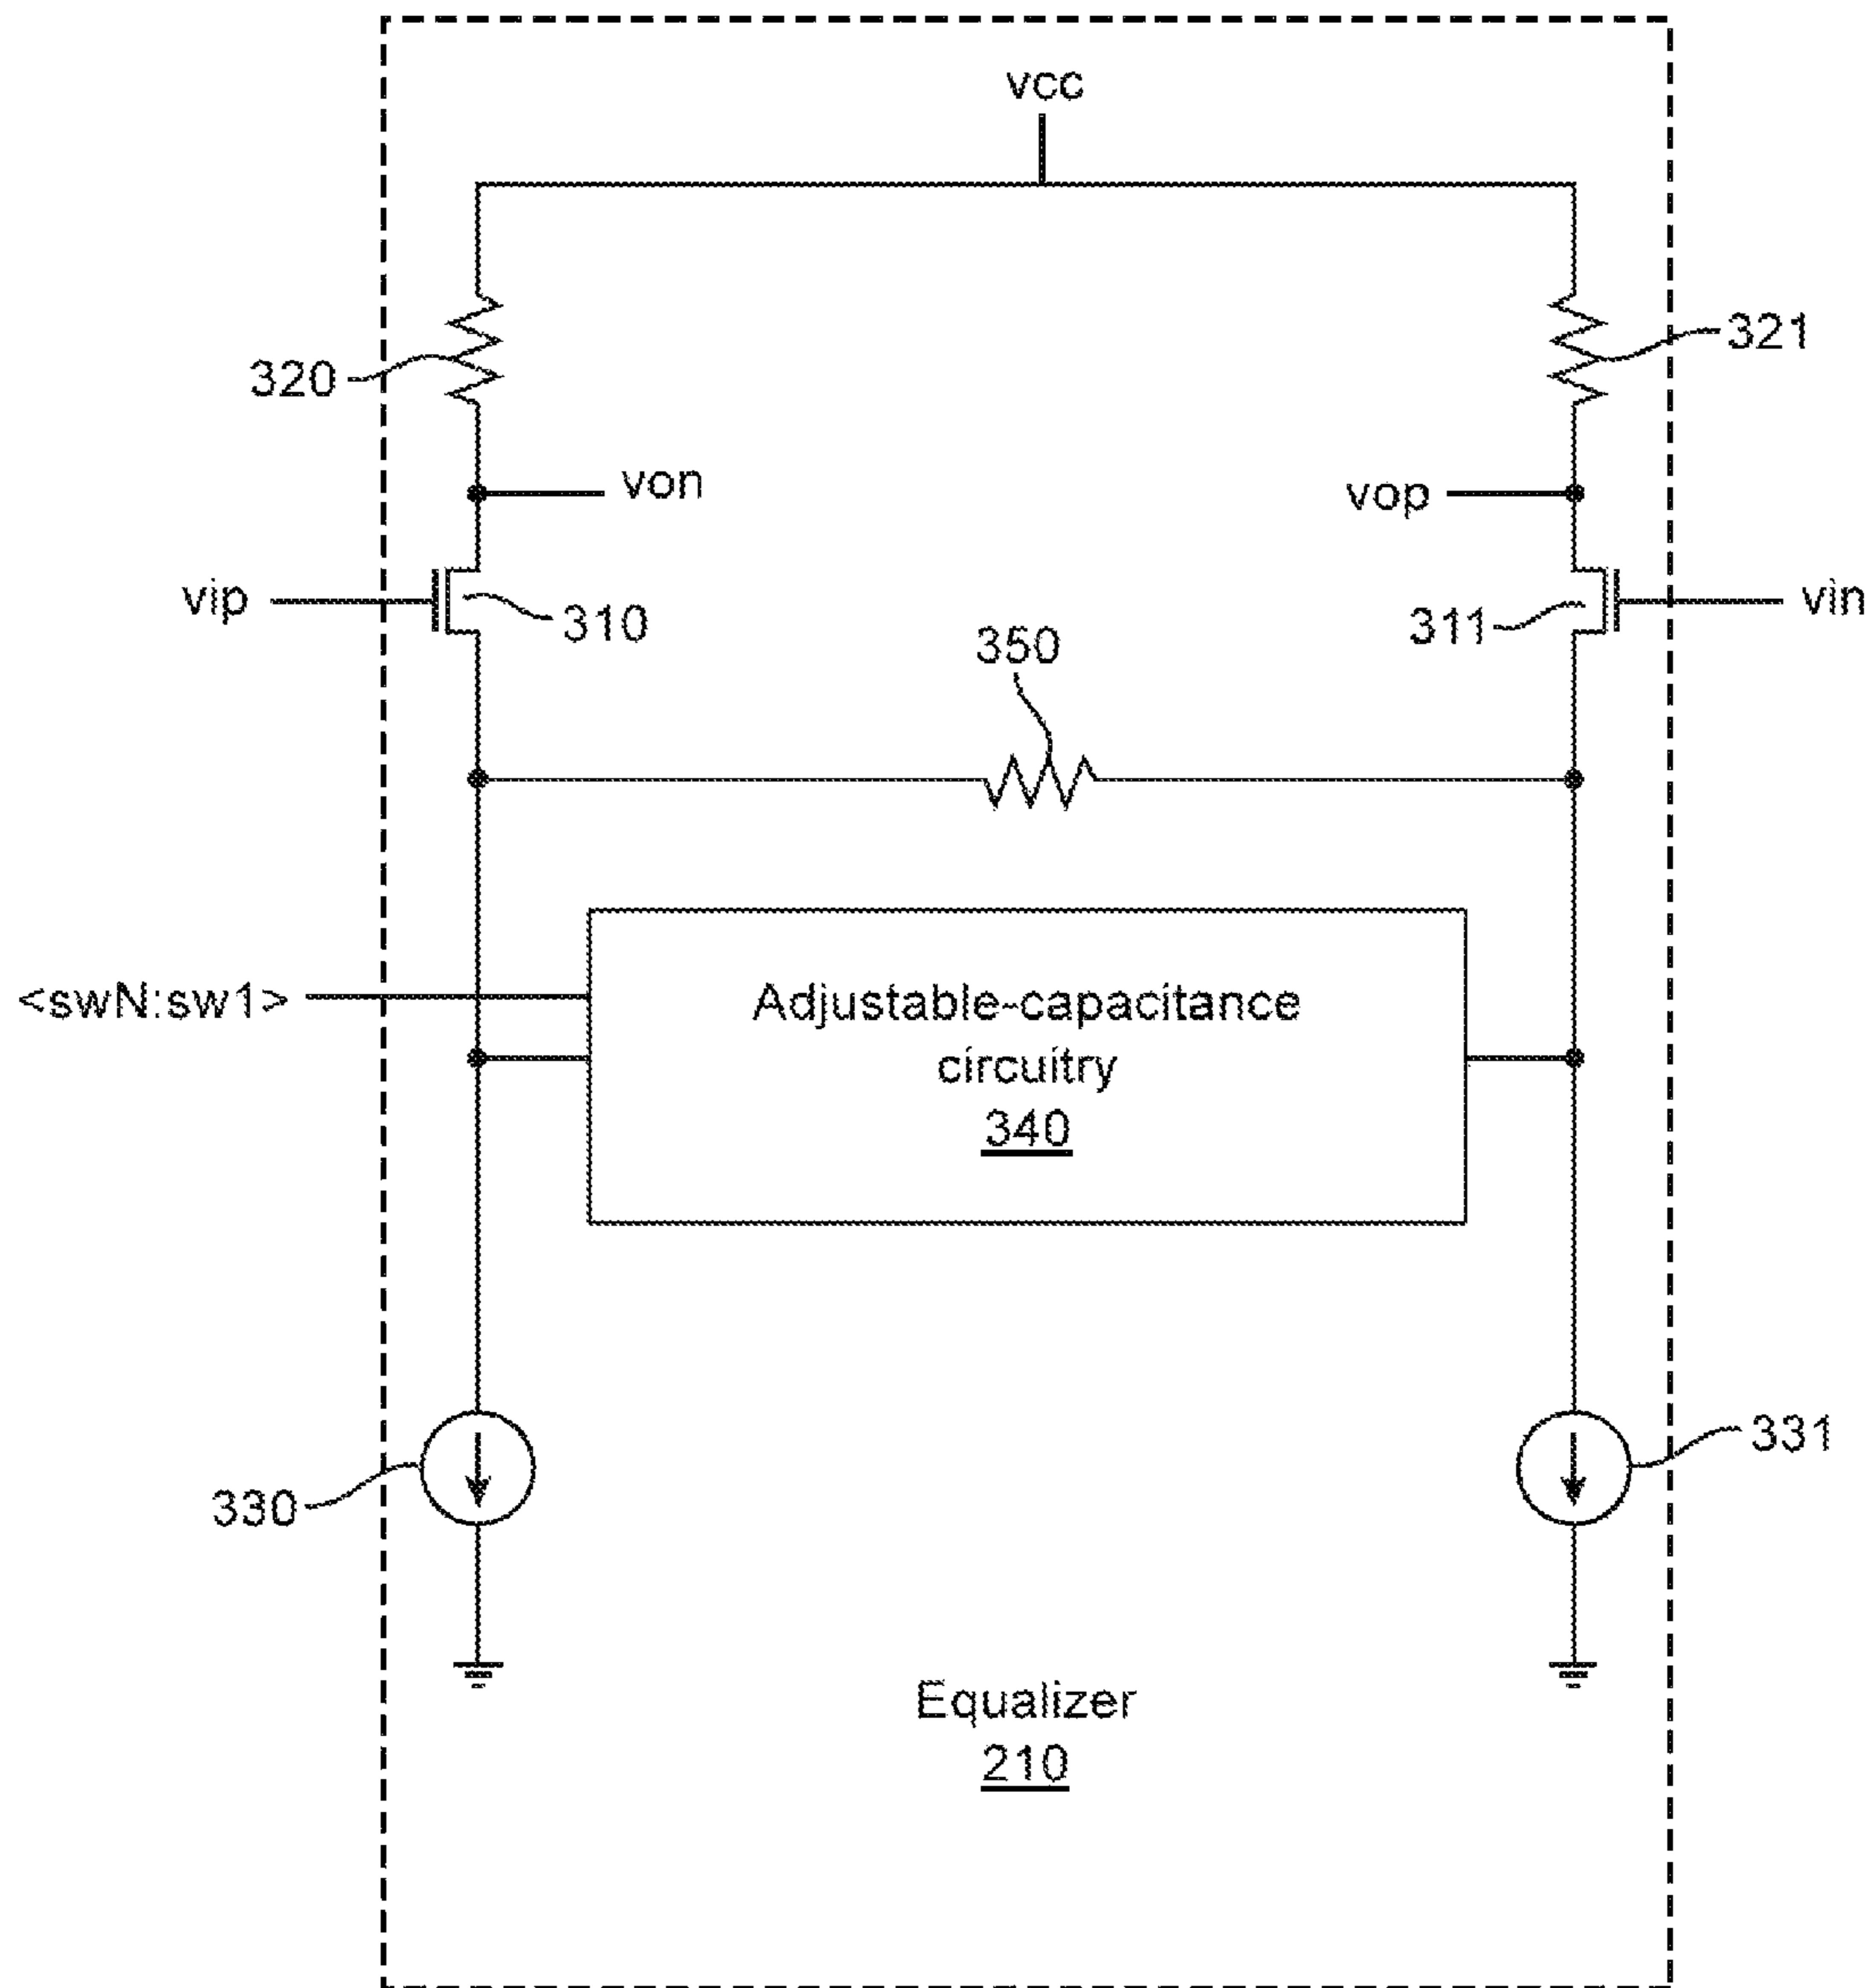 vcc
320
321
von
vop
vip
310
311
vin
350
<swN:sw1>
Adjustable-capacitance
circuitry
340
330
331
Equalizer
210